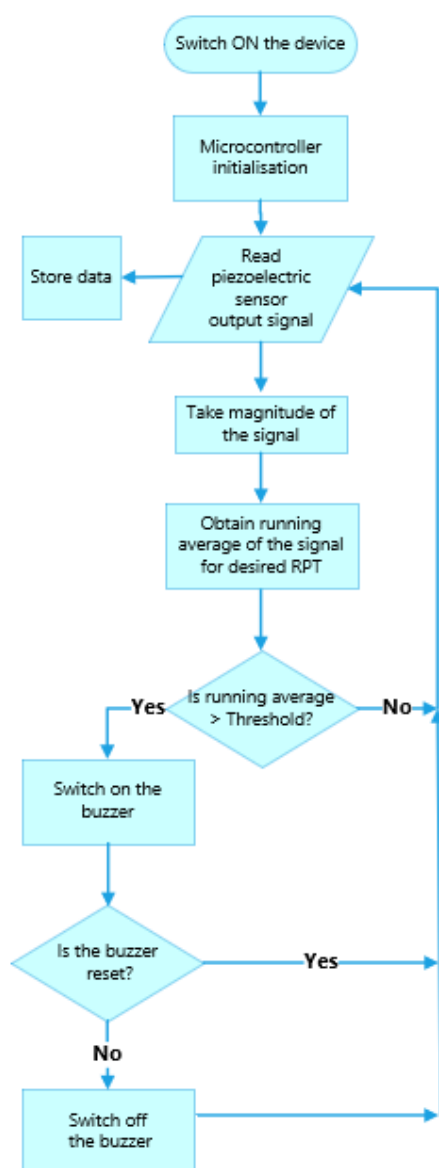 Switch ON the device
Microcontroller
initialisation
Read
piezoelectric
sensor
output signal
Store data
Take magnitude of
the signal
Obtain running
average of the signal
for desired RPT
Is running average
> Threshold?
Yes
No
Switch on the
buzzer
Is the buzzer
reset?
Yes
No
Switch off
the buzzer